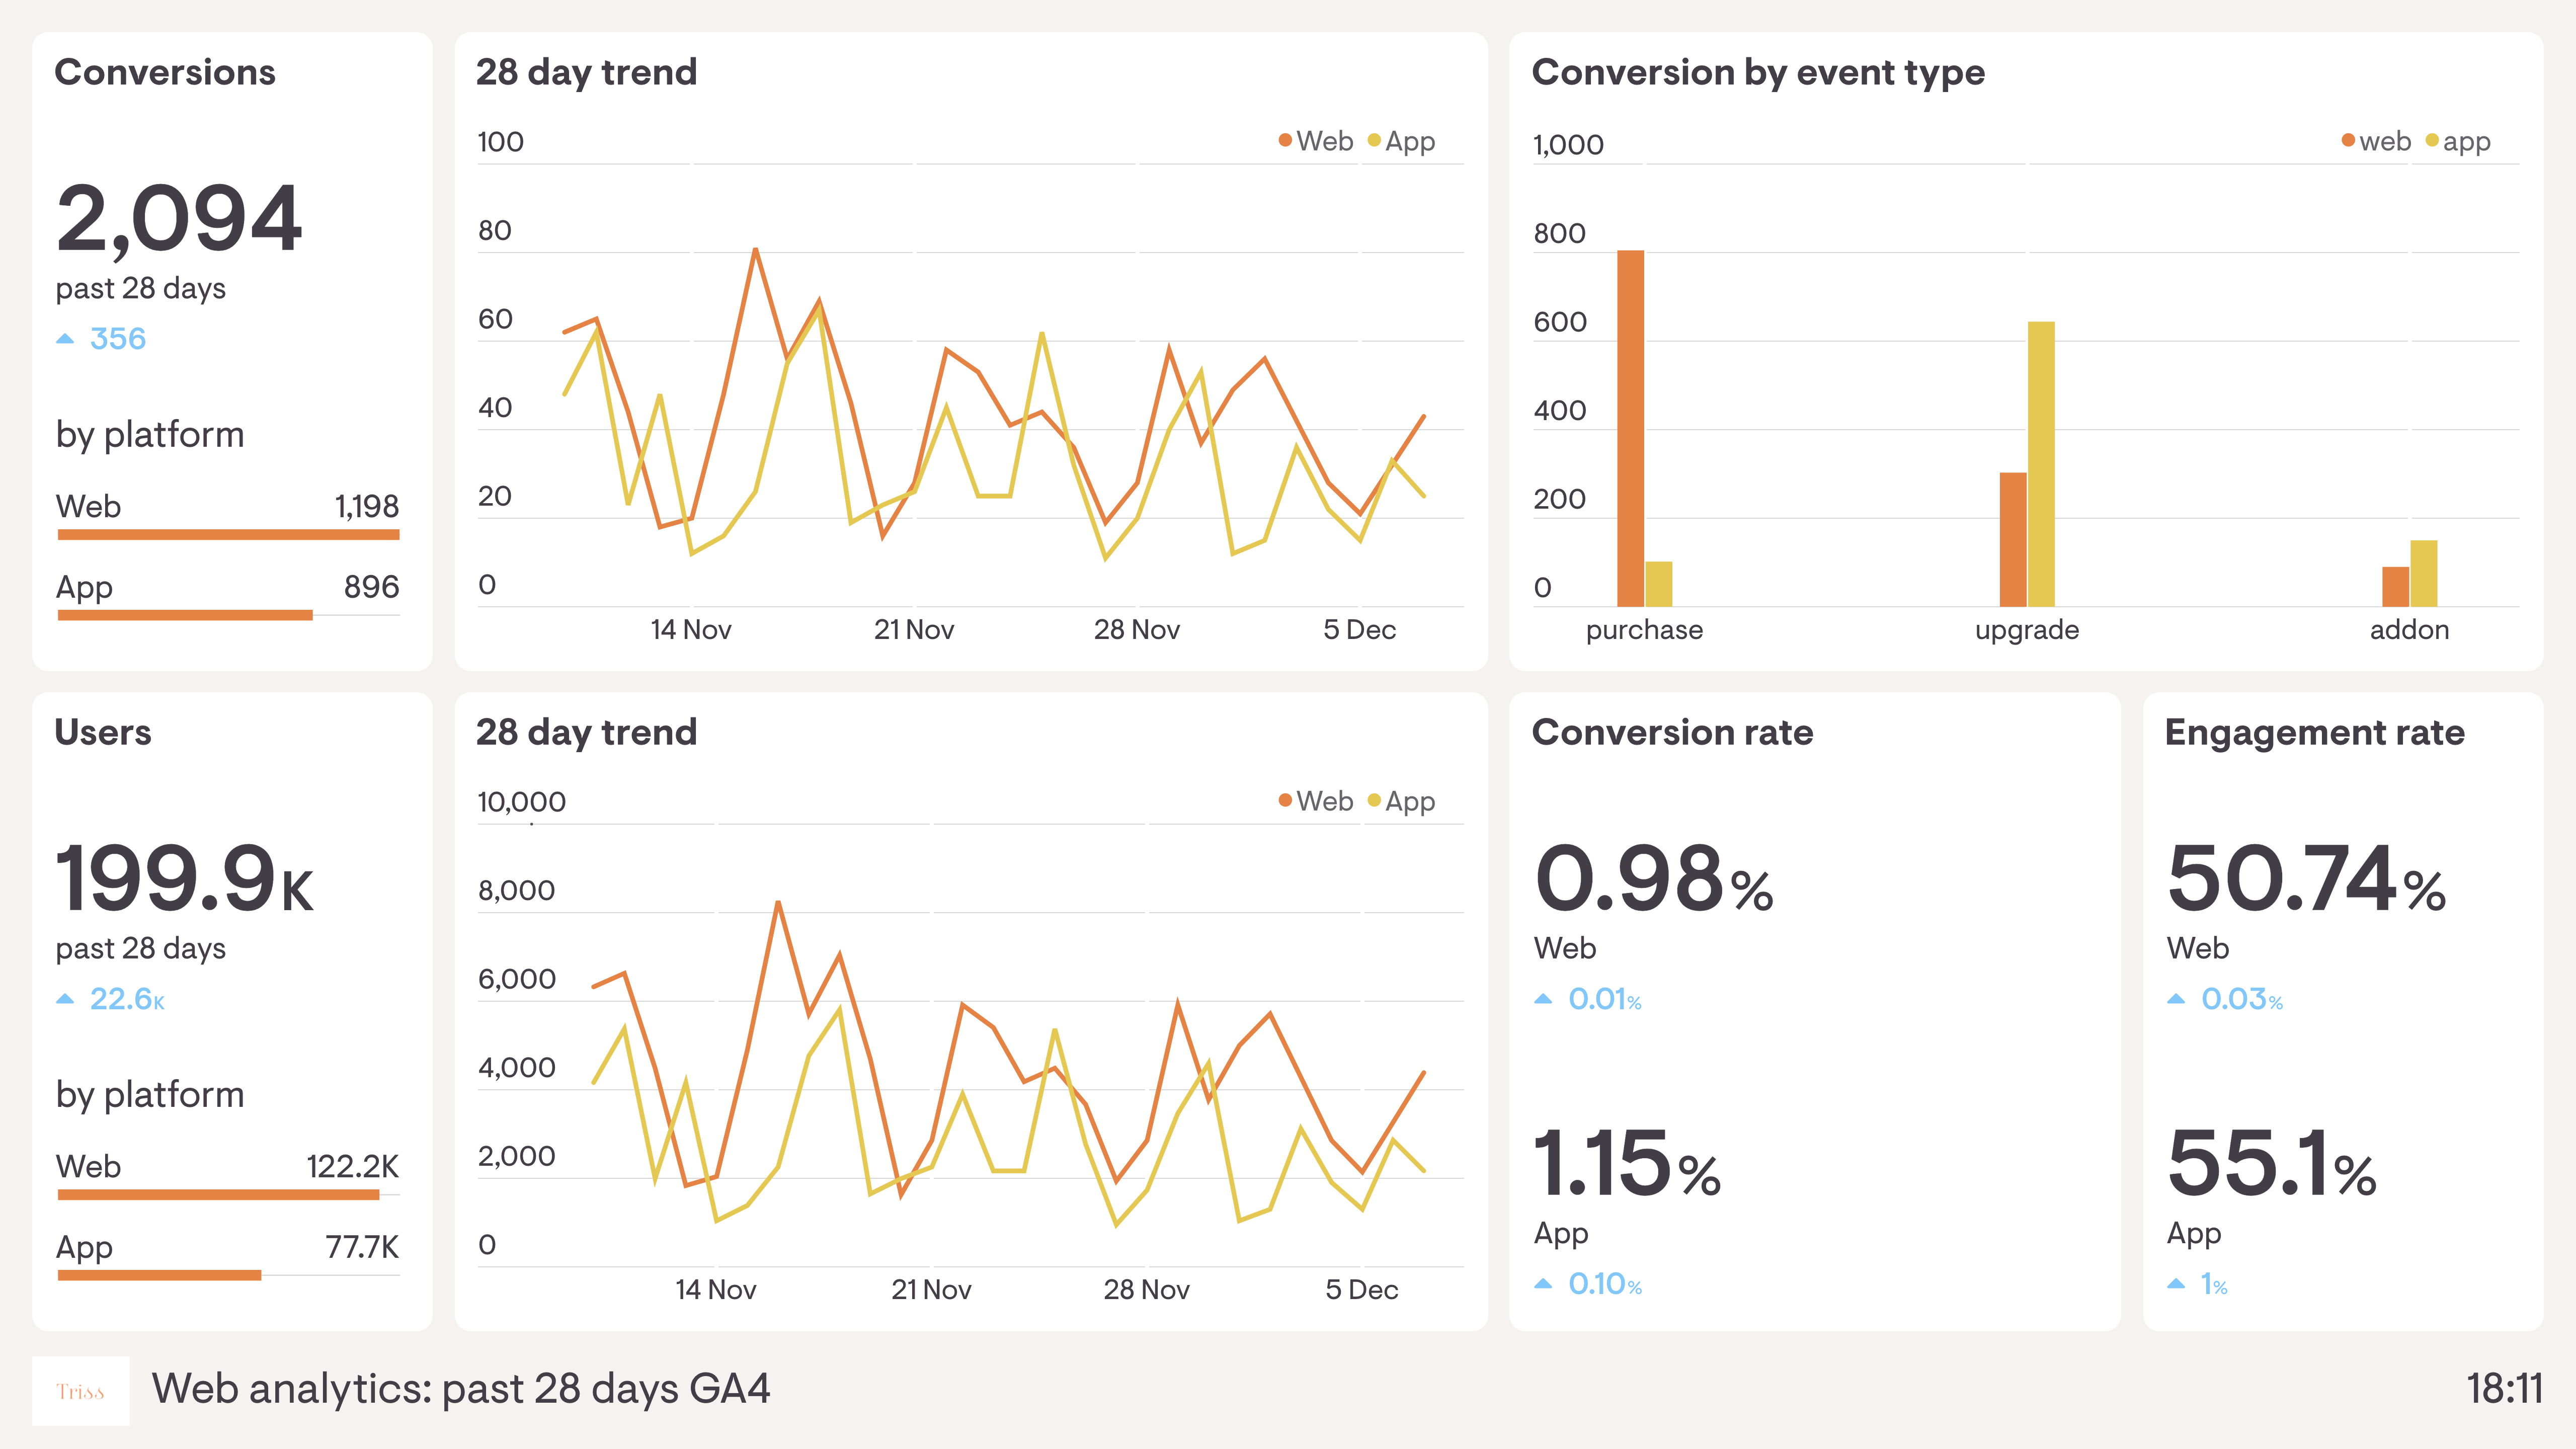 Conversions
2,094
past 28 days
356
by platform
Web 1,198
App 896
28 day trend
Web App
100
80
60
40
20
0
14 Nov 21 Nov 28 Nov 5 Dec
Conversion by event type
web app
1,000
800
600
400
200
0
purchase upgrade addon
Users
199.9K
past 28 days
22.6K
by platform
Web 122.2K
App 77.7K
28 day trend
Web App
10,000
8,000
6,000
4,000
2,000
0
14 Nov 21 Nov 28 Nov 5 Dec
Conversion rate
0.98%
Web
0.01%
1.15%
App
0.10%
Engagement rate
50.74%
Web
0.03%
55.1%
App
1%
Triss
Web analytics: past 28 days GA4
18:11